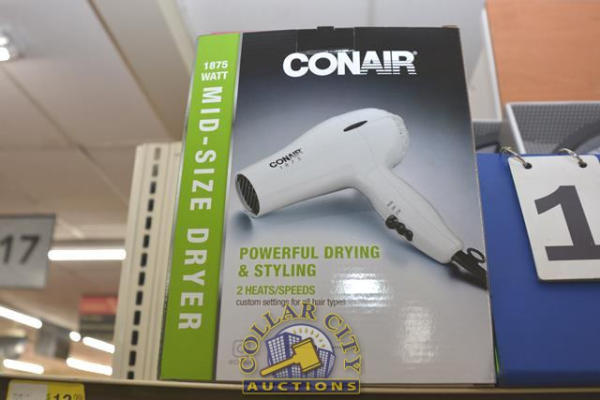 1875
WATT
MID-SIZE DRYER
CONAIR
CONAIR
1875
POWERFUL DRYING
& STYLING
2 HEATS/SPEEDS
custom settings for all hair types
COLLAR CITY
AUCTIONS
17
1